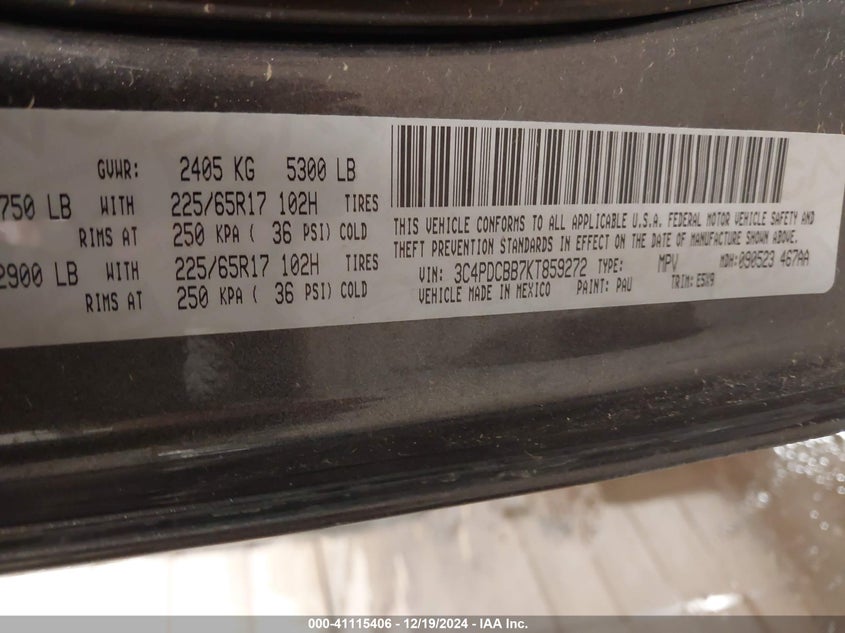 GVWR: 2405 KG 5300 LB
750 LB WITH 225/65R17 102H TIRES
RIMS AT 250 KPA ( 36 PSI) COLD
2900 LB WITH 225/65R17 102H TIRES
RIMS AT 250 KPA ( 36 PSI) COLD
THIS VEHICLE CONFORMS TO ALL APPLICABLE U.S.A. FEDERAL MOTOR VEHICLE SAFETY AND
THEFT PREVENTION STANDARDS IN EFFECT ON THE DATE OF MANUFACTURE SHOWN ABOVE.
VIN: 3C4PDCBB7KT859272 TYPE: MPV MDH: 090523 467AA
VEHICLE MADE IN MEXICO PAINT: PAU TRIM: E5X9
000-41115406 - 12/19/2024 - IAA Inc.